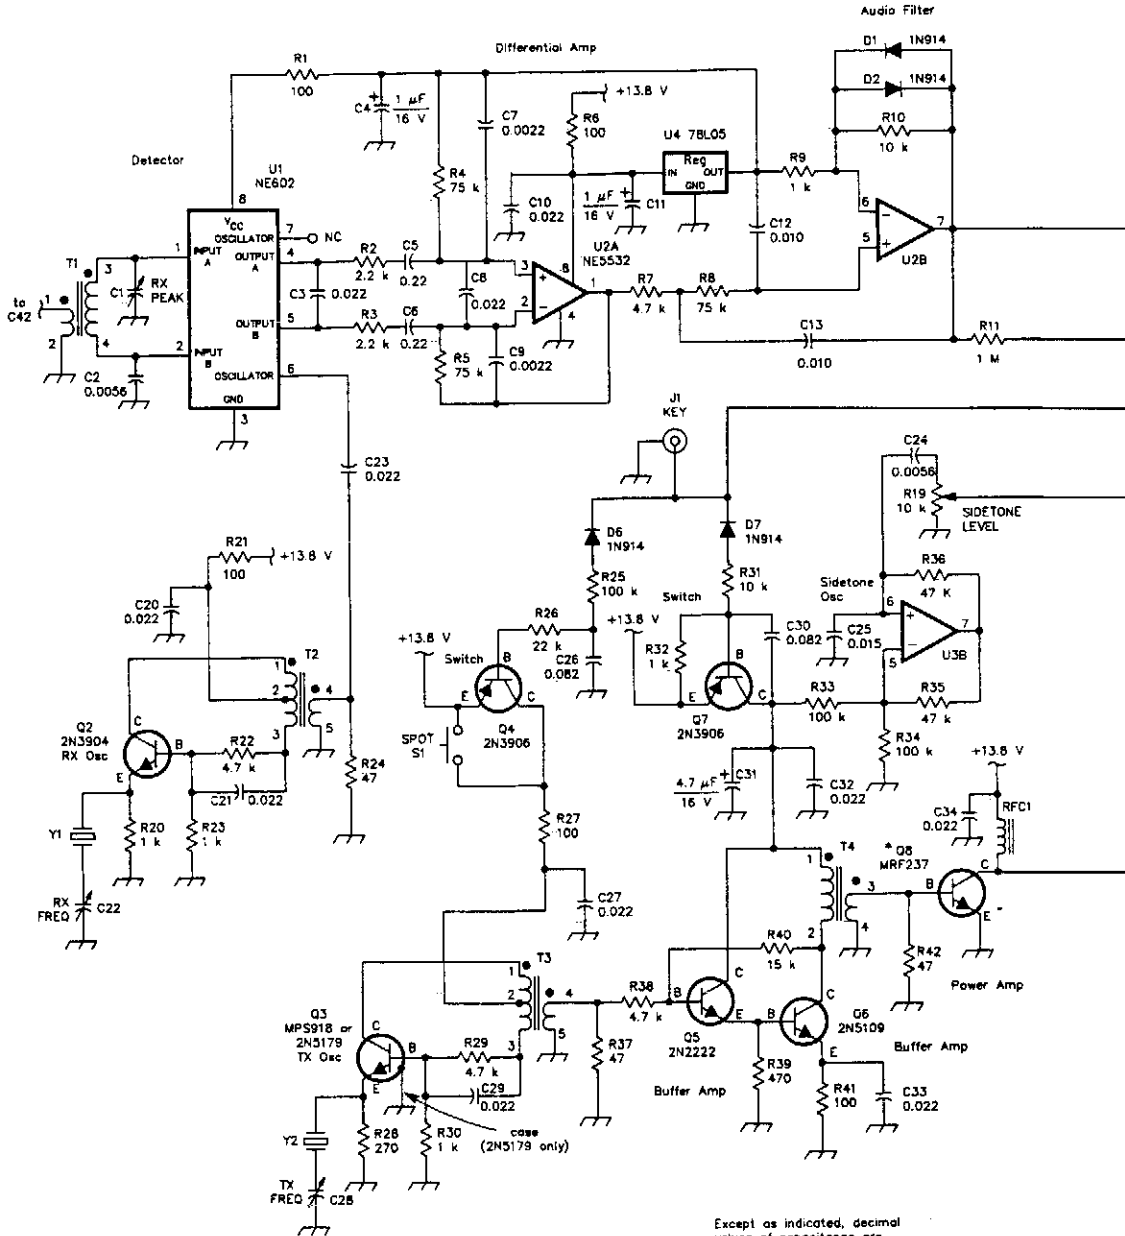 Audio Filter
D1 1N914
D2 1N914
R10
10 k
Differential Amp
R1
100
C4
+
1 µF
16 V
C7
0.0022
+13.8 V
R6
100
U4 78L05
Reg
IN OUT
GND
R9
1 k
Detector
U1
NE602
R4
75 k
C10
0.022
1 µF
16 V
+
C11
C12
0.010
6
5
7
U2B
8
VCC
OSCILLATOR
7
NC
1
INPUT
A
OUTPUT
A
4
R2
2.2 k
C5
0.22
C8
0.022
U2A
NE5532
3
2
8
1
4
R7
4.7 k
R8
75 k
T1
3
to
C42
1
2
4
C1
RX
PEAK
C3
0.022
OUTPUT
B
5
R3
2.2 k
C6
0.22
R5
75 k
C9
0.0022
C13
0.010
R11
1 M
2
INPUT
B
OSCILLATOR
6
C2
0.0056
GND
3
J1
KEY
C23
0.022
C24
0.0056
R19
10 k
SIDETONE
LEVEL
D6
1N914
D7
1N914
R21
100
+13.8 V
C20
0.022
R25
100 k
R31
10 k
Switch
Sidetone
Osc
R36
47 K
R26
22 k
+13.8 V
Switch
C26
0.082
+13.8 V
R32
1 k
C30
0.082
C25
0.015
6
5
+
−
7
U3B
T2
1
2
3
4
5
B
E
C
Q4
2N3906
B
E
C
Q7
2N3906
R33
100 k
R35
47 k
R34
100 k
Q2
2N3904
RX Osc
C
B
E
R22
4.7 k
C21
0.022
R24
47
SPOT
S1
4.7 µF
16 V
+
C31
C32
0.022
+13.8 V
C34
0.022
RFC1
Y1
R20
1 k
R23
1 k
R27
100
RX
FREQ
C22
C27
0.022
T4
1
2
3
4
* Q8
MRF237
B
C
E
R42
47
Power Amp
R40
15 k
T3
1
2
3
4
5
R38
4.7 k
B
C
E
Q5
2N2222
B
C
E
Q6
2N5109
Buffer Amp
Q3
MPS918 or
2N5179
TX Osc
C
B
E
R29
4.7 k
C29
0.022
R37
47
R39
470
Buffer Amp
R41
100
C33
0.022
Y2
R28
270
R30
1 k
case
(2N5179 only)
TX
FREQ
C28
Except as indicated, decimal